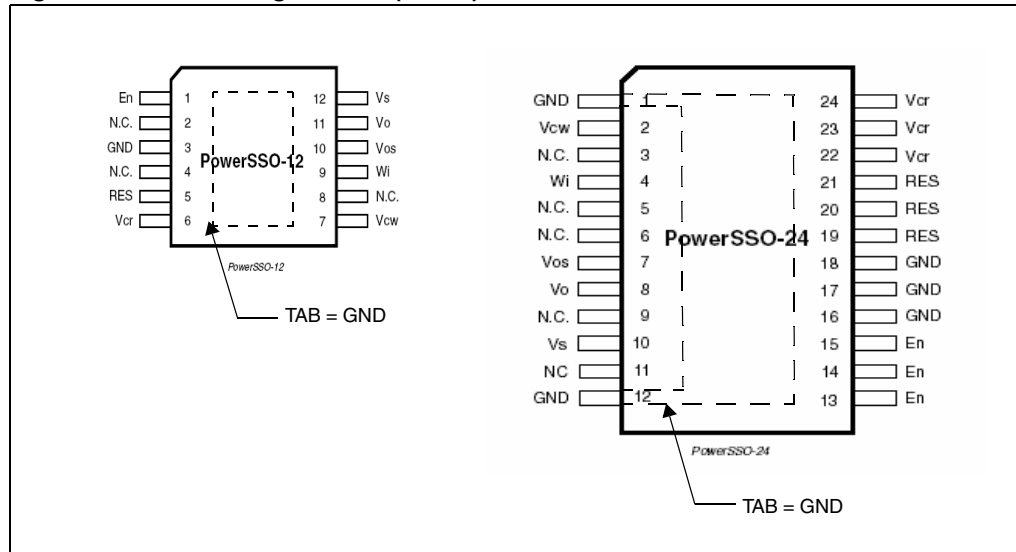 En 1 12 Vs
N.C. 2 11 Vo
GND 3 10 Vos
PowerSSO-12
N.C. 4 9 Wi
RES 5 8 N.C.
Vcr 6 7 Vcw
PowerSSO-12
TAB = GND
GND 1 24 Vcr
Vcw 2 23 Vcr
N.C. 3 22 Vcr
Wi 4 21 RES
N.C. 5 20 RES
N.C. 6 PowerSSO-24 19 RES
Vos 7 18 GND
Vo 8 17 GND
N.C. 9 16 GND
Vs 10 15 En
NC 11 14 En
GND 12 13 En
PowerSSO-24
TAB = GND